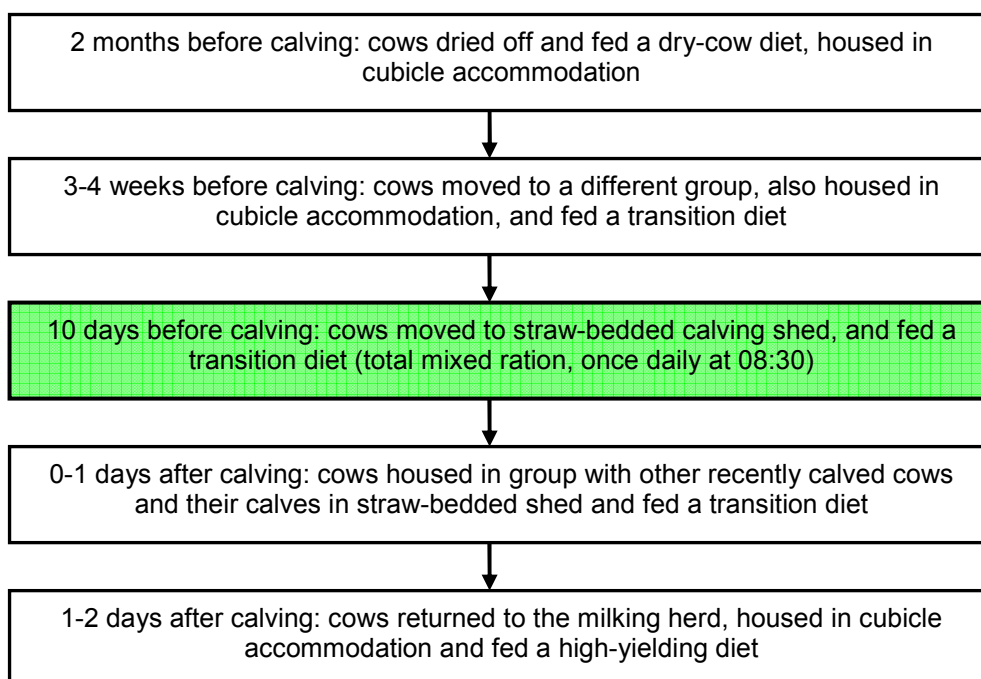 2 months before calving: cows dried off and fed a dry-cow diet, housed in
cubicle accommodation
3-4 weeks before calving: cows moved to a different group, also housed in
cubicle accommodation, and fed a transition diet
10 days before calving: cows moved to straw-bedded calving shed, and fed a
transition diet (total mixed ration, once daily at 08:30)
0-1 days after calving: cows housed in group with other recently calved cows
and their calves in straw-bedded shed and fed a transition diet
1-2 days after calving: cows returned to the milking herd, housed in cubicle
accommodation and fed a high-yielding diet